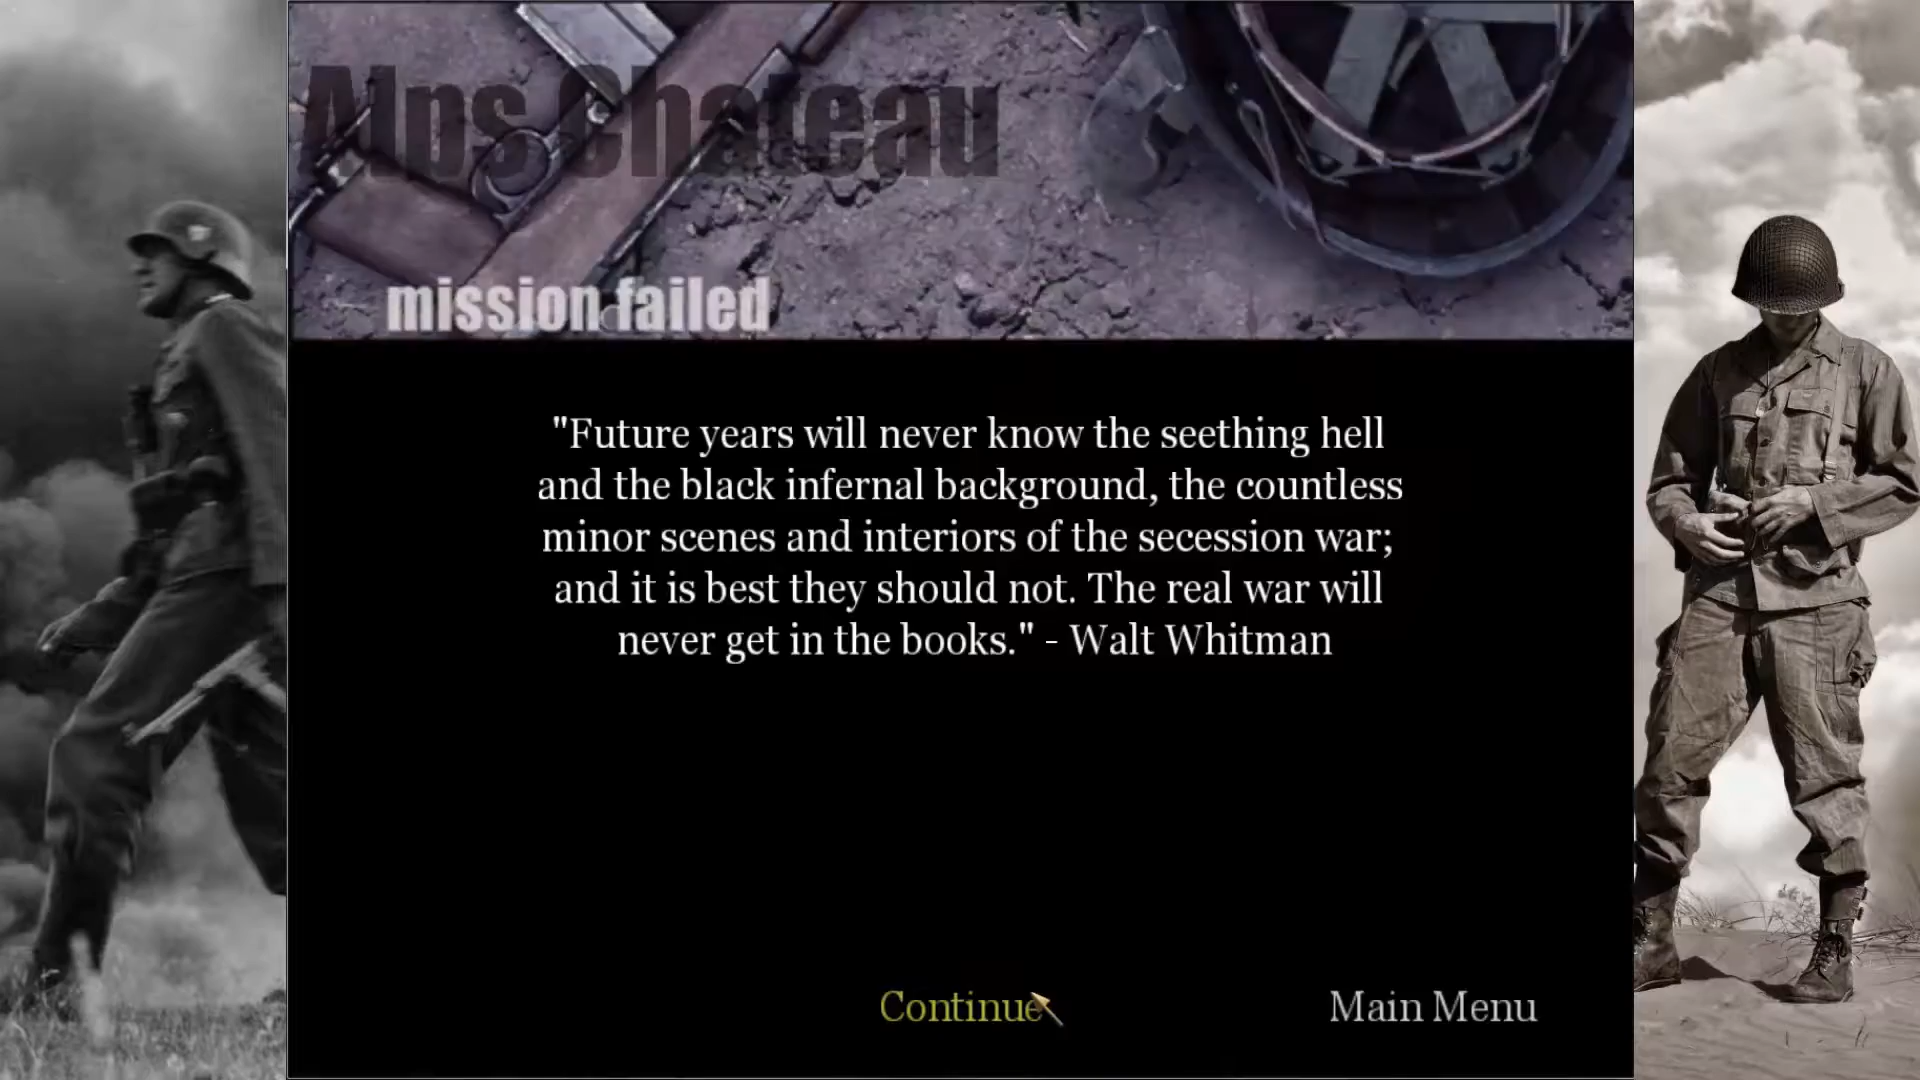 Alps Chateau
mission failed
"Future years will never know the seething hell
and the black infernal background, the countless
minor scenes and interiors of the secession war;
and it is best they should not. The real war will
never get in the books." - Walt Whitman
Continue
Main Menu